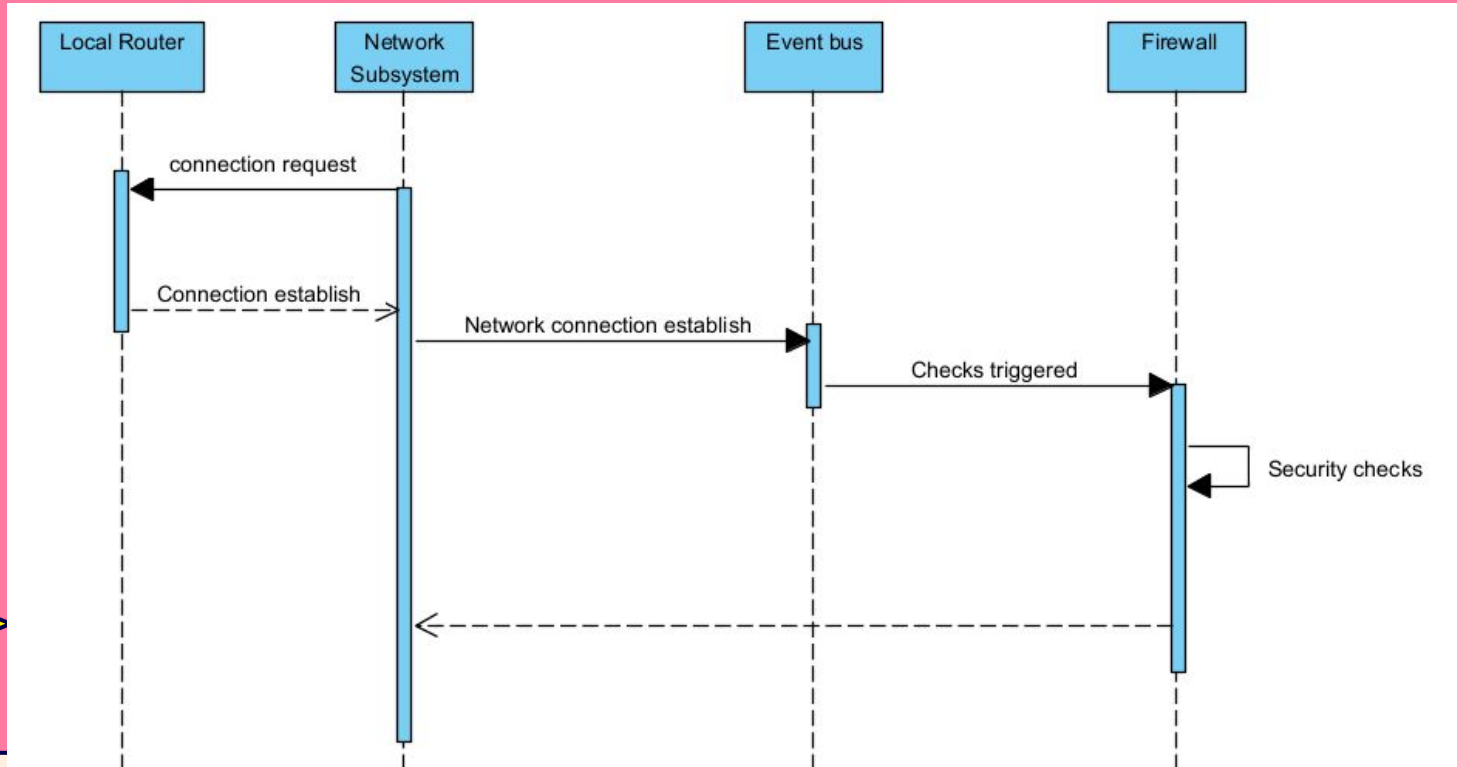 Local Router
Network
Subsystem
Event bus
Firewall
connection request
Connection establish
Network connection establish
Checks triggered
Security checks